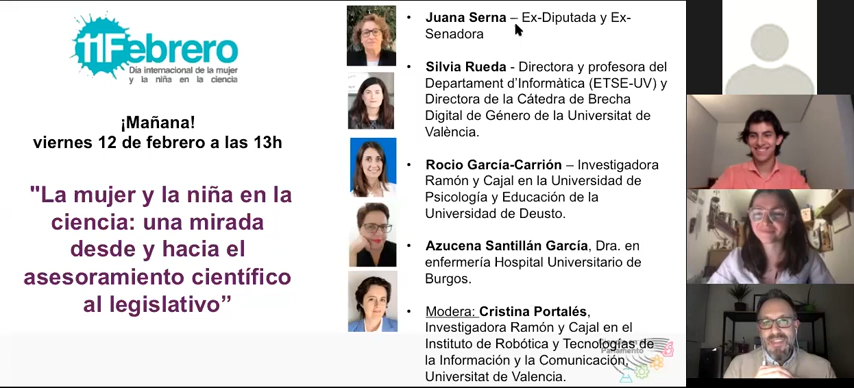 11Febrero
Día internacional de la mujer
y la niña en la ciencia
¡Mañana!
viernes 12 de febrero a las 13h
"La mujer y la niña en la
ciencia: una mirada
desde y hacia el
asesoramiento científico
al legislativo”
• Juana Serna – Ex-Diputada y Ex-
Senadora
• Silvia Rueda - Directora y profesora del
Departament d’Informàtica (ETSE-UV) y
Directora de la Cátedra de Brecha
Digital de Género de la Universitat de
València.
• Rocio García-Carrión – Investigadora
Ramón y Cajal en la Universidad de
Psicología y Educación de la
Universidad de Deusto.
• Azucena Santillán García, Dra. en
enfermería Hospital Universitario de
Burgos.
• Modera: Cristina Portalés,
Investigadora Ramón y Cajal en el
Instituto de Robótica y Tecnologías de
la Información y la Comunicación,
Universitat de Valencia.